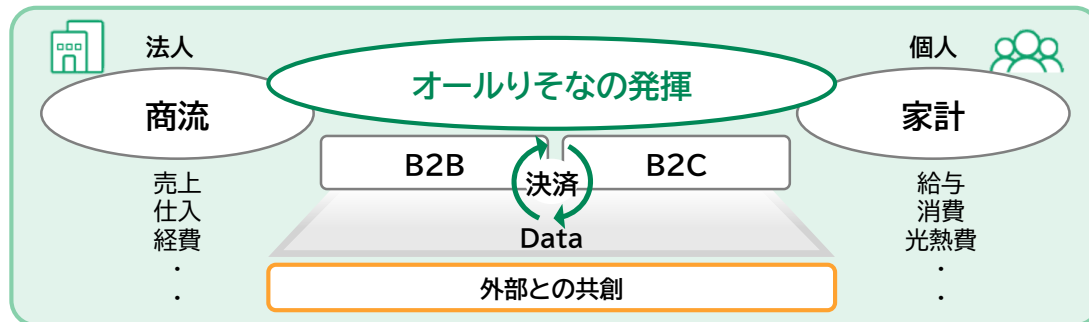 法人
商流
売上
仕入
経費
・
・
オールりそなの発揮
B2B
決済
B2C
Data
外部との共創
個人
家計
給与
消費
光熱費
・
・